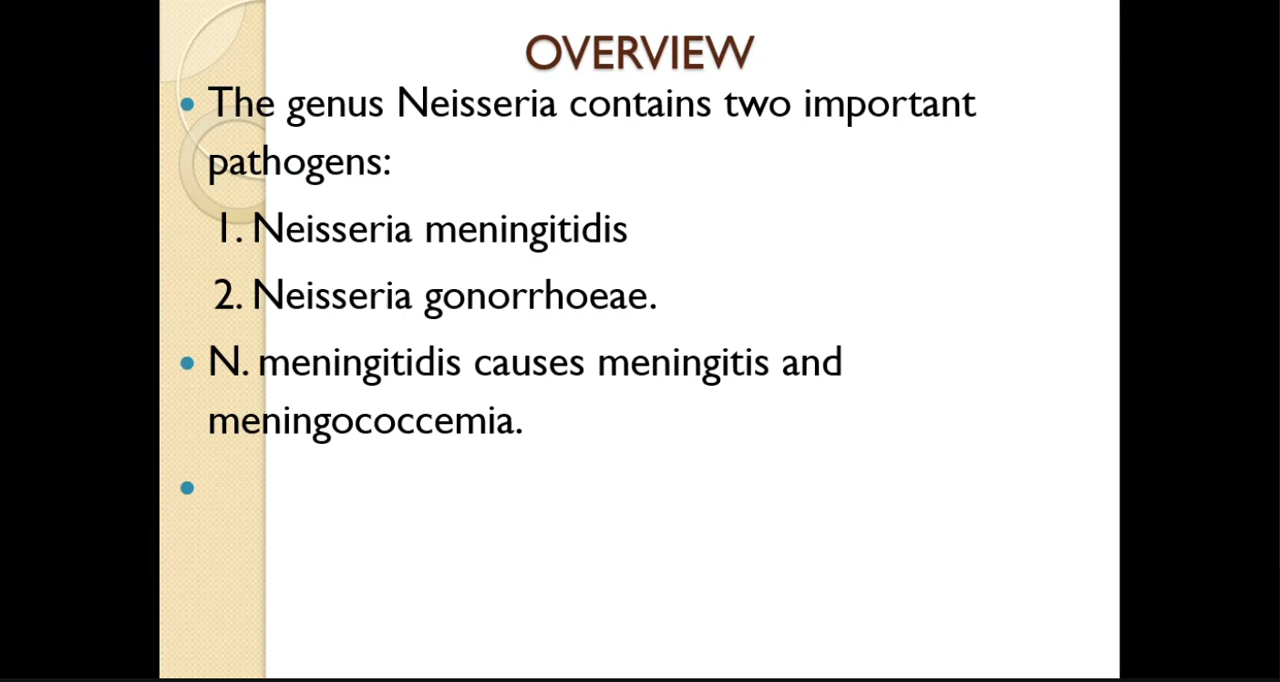 OVERVIEW
• The genus Neisseria contains two important
pathogens:
1. Neisseria meningitidis
2. Neisseria gonorrhoeae.
• N. meningitidis causes meningitis and
meningococcemia.
•